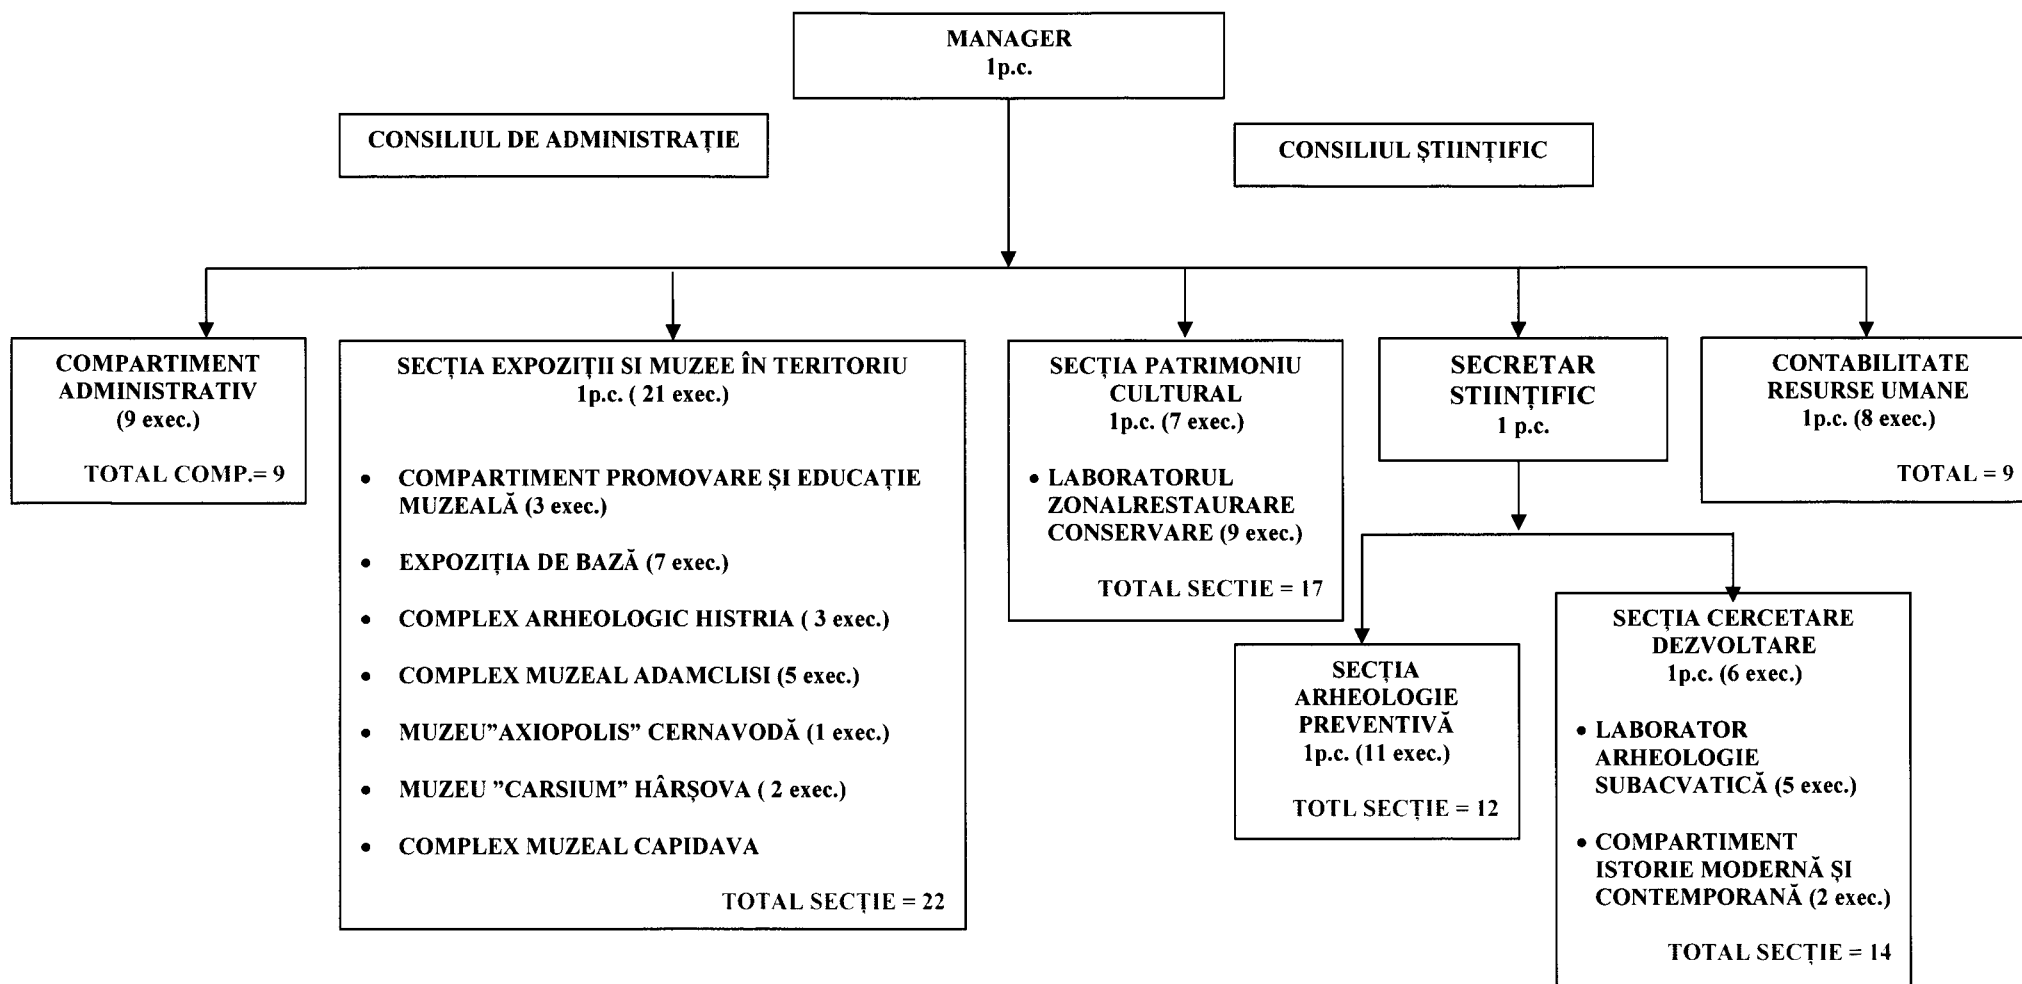 MANAGER
1p.c.
CONSILIUL DE ADMINISTRAȚIE
CONSILIUL ȘTIINȚIFIC
COMPARTIMENT
ADMINISTRATIV
(9 exec.)
TOTAL COMP.= 9
SECȚIA EXPOZIȚII SI MUZEE ÎN TERITORIU
1p.c. ( 21 exec.)
• COMPARTIMENT PROMOVARE ȘI EDUCAȚIE
MUZEALĂ (3 exec.)
• EXPOZIȚIA DE BAZĂ (7 exec.)
• COMPLEX ARHEOLOGIC HISTRIA ( 3 exec.)
• COMPLEX MUZEAL ADAMCLISI (5 exec.)
• MUZEU”AXIOPOLIS” CERNAVODĂ (1 exec.)
• MUZEU ”CARSIUM” HÂRȘOVA ( 2 exec.)
• COMPLEX MUZEAL CAPIDAVA
TOTAL SECȚIE = 22
SECȚIA PATRIMONIU
CULTURAL
1p.c. (7 exec.)
• LABORATORUL
ZONALRESTAURARE
CONSERVARE (9 exec.)
TOTAL SECTIE = 17
SECRETAR
STIINȚIFIC
1 p.c.
CONTABILITATE
RESURSE UMANE
1p.c. (8 exec.)
TOTAL = 9
SECȚIA
ARHEOLOGIE
PREVENTIVĂ
1p.c. (11 exec.)
TOTL SECȚIE = 12
SECȚIA CERCETARE
DEZVOLTARE
1p.c. (6 exec.)
• LABORATOR
ARHEOLOGIE
SUBACVATICĂ (5 exec.)
• COMPARTIMENT
ISTORIE MODERNĂ ȘI
CONTEMPORANĂ (2 exec.)
TOTAL SECȚIE = 14